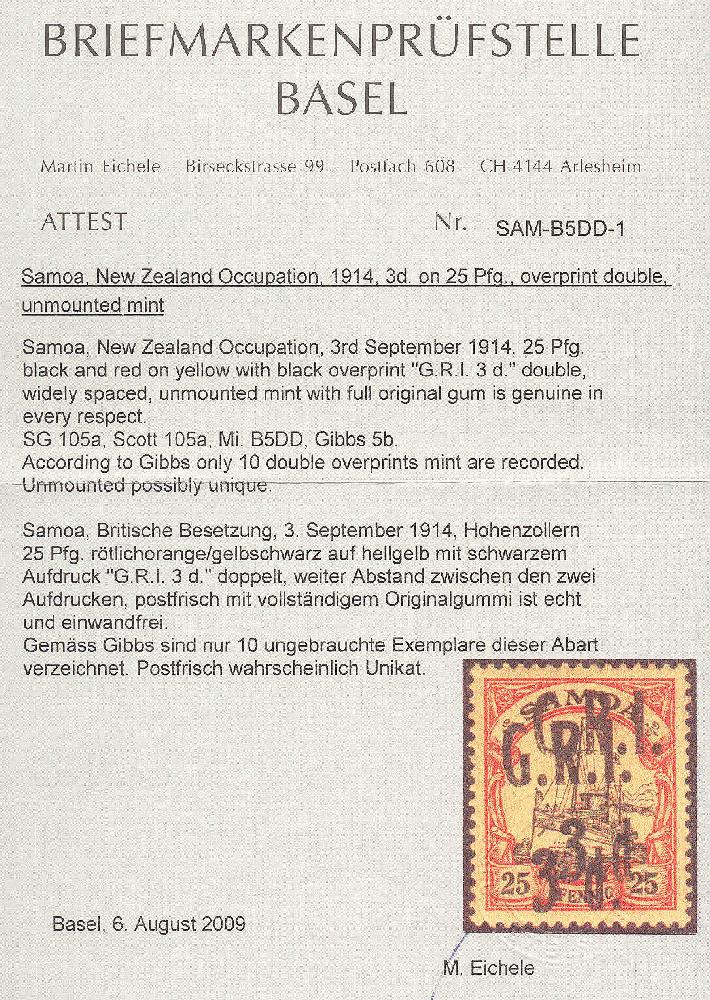 BRIEFMARKENPRÜFSTELLE
BASEL
Martin Eichele Birseckstrasse 99 Postfach 608 CH-4144 Arlesheim
ATTEST Nr. SAM-B5DD-1
Samoa, New Zealand Occupation, 1914, 3d. on 25 Pfg., overprint double,
unmounted mint
Samoa, New Zealand Occupation, 3rd September 1914. 25 Pfg.
black and red on yellow with black overprint "G.R.I. 3 d." double,
widely spaced, unmounted mint with full original gum is genuine in
every respect.
SG 105a, Scott 105a, Mi. B5DD, Gibbs 5b.
According to Gibbs only 10 double overprints mint are recorded.
Unmounted possibly unique.
Samoa, Britische Besetzung, 3. September 1914, Hohenzollern
25 Pfg. rötlichorange/gelbschwarz auf hellgelb mit schwarzem
Aufdruck "G.R.I. 3 d." doppelt, weiter Abstand zwischen den zwei
Aufdrucken, postfrisch mit vollständigem Originalgummi ist echt
und einwandfrei.
Gemäss Gibbs sind nur 10 ungebrauchte Exemplare dieser Abart
verzeichnet. Postfrisch wahrscheinlich Unikat.
SAMOA
G.R.I.
G.R.I.
3 d.
3 d.
25 PFENNIG 25
Basel, 6. August 2009
M. Eichele